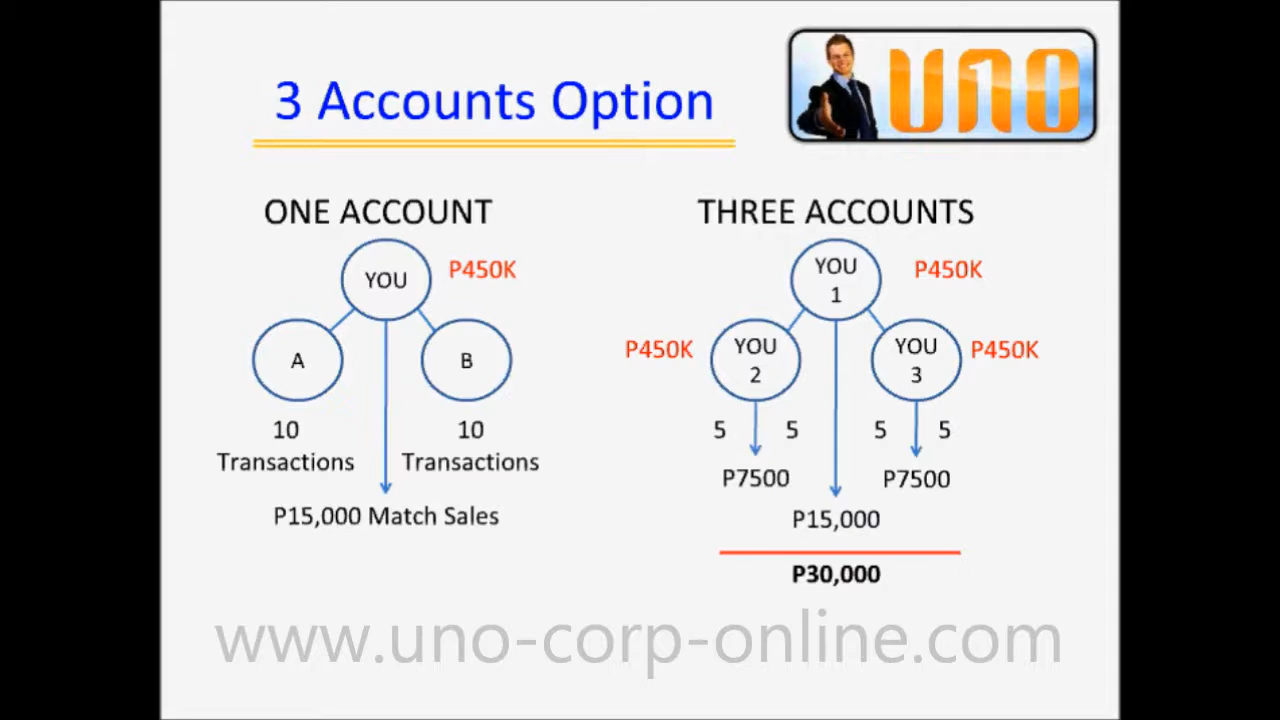 3 Accounts Option
UNO
ONE ACCOUNT
YOU
P450K
A
B
10
Transactions
10
Transactions
P15,000 Match Sales
THREE ACCOUNTS
YOU
1
P450K
P450K
YOU
2
YOU
3
P450K
5
5
5
5
P7500
P7500
P15,000
P30,000
www.uno-corp-online.com